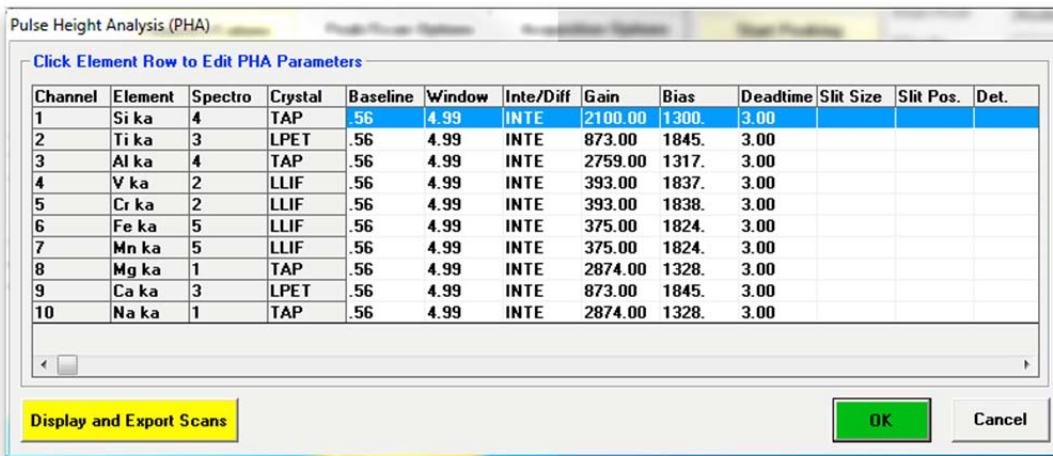 Pulse Height Analysis (PHA)
Click Element Row to Edit PHA Parameters
Channel Element Spectro Crystal Baseline Window Inte/Diff Gain Bias Deadtime Slit Size Slit Pos. Det.
1 Si ka 4 TAP .56 4.99 INTE 2100.00 1300. 3.00
2 Ti ka 3 LPET .56 4.99 INTE 873.00 1845. 3.00
3 Al ka 4 TAP .56 4.99 INTE 2759.00 1317. 3.00
4 V ka 2 LLIF .56 4.99 INTE 393.00 1837. 3.00
5 Cr ka 2 LLIF .56 4.99 INTE 393.00 1838. 3.00
6 Fe ka 5 LLIF .56 4.99 INTE 375.00 1824. 3.00
7 Mn ka 5 LLIF .56 4.99 INTE 375.00 1824. 3.00
8 Mg ka 1 TAP .56 4.99 INTE 2874.00 1328. 3.00
9 Ca ka 3 LPET .56 4.99 INTE 873.00 1845. 3.00
10 Na ka 1 TAP .56 4.99 INTE 2874.00 1328. 3.00
Display and Export Scans
OK
Cancel